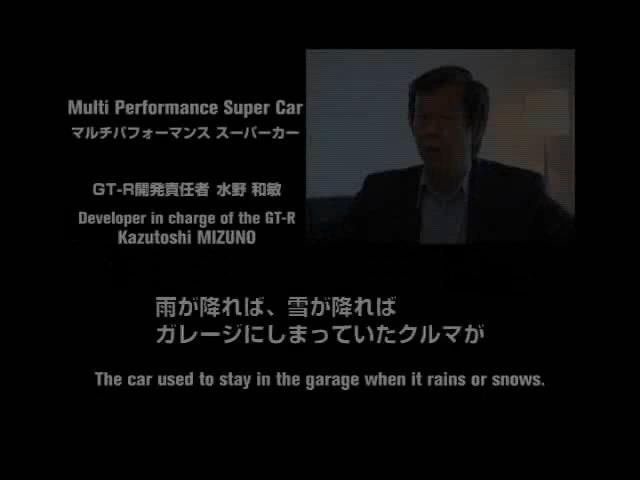 Multi Performance Super Car
マルチパフォーマンス スーパーカー
GT-R開発責任者 水野 和敏
Developer in charge of the GT-R
Kazutoshi MIZUNO
雨が降れば、雪が降れば
ガレージにしまっていたクルマが
The car used to stay in the garage when it rains or snows.